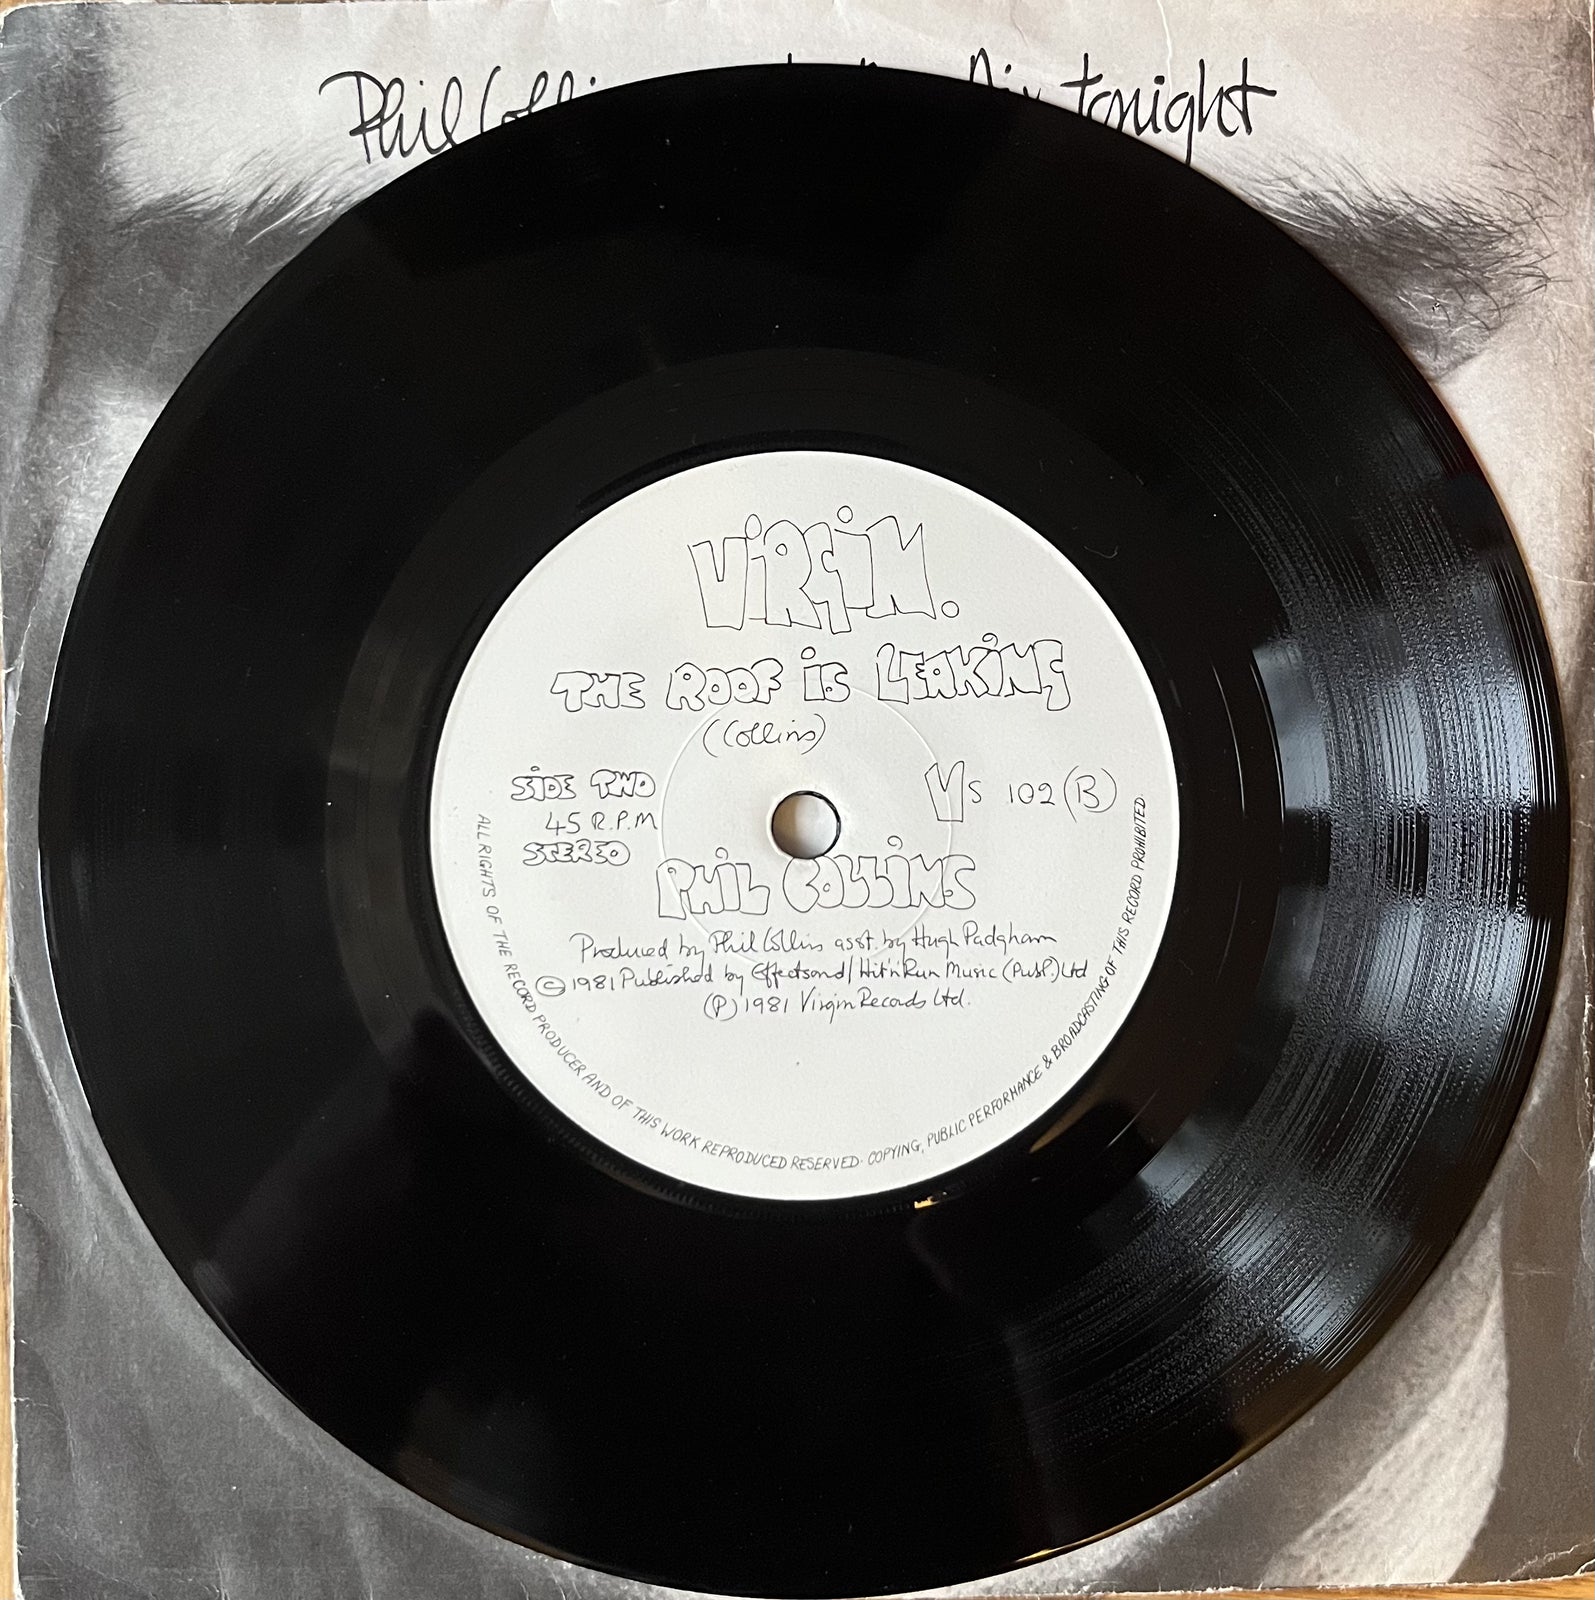 Phil Coll Air tonight
Virgin.
THE ROOF iS LEAKiNG
(Collins)
SiDE TWO
45 R.P.M
STEREO
VS 102 (B)
PHiL COLLiNS
Produced by Phil Collins asst. by Hugh Padgham
© 1981 Published by Effectsound/Hit'n'Run Music (Publ.) Ltd
(P) 1981 Virgin Records Ltd.
ALL RIGHTS OF THE RECORD PRODUCER AND OF THIS WORK REPRODUCED RESERVED. COPYING, PUBLIC PERFORMANCE & BROADCASTING OF THIS RECORD PROHIBITED.